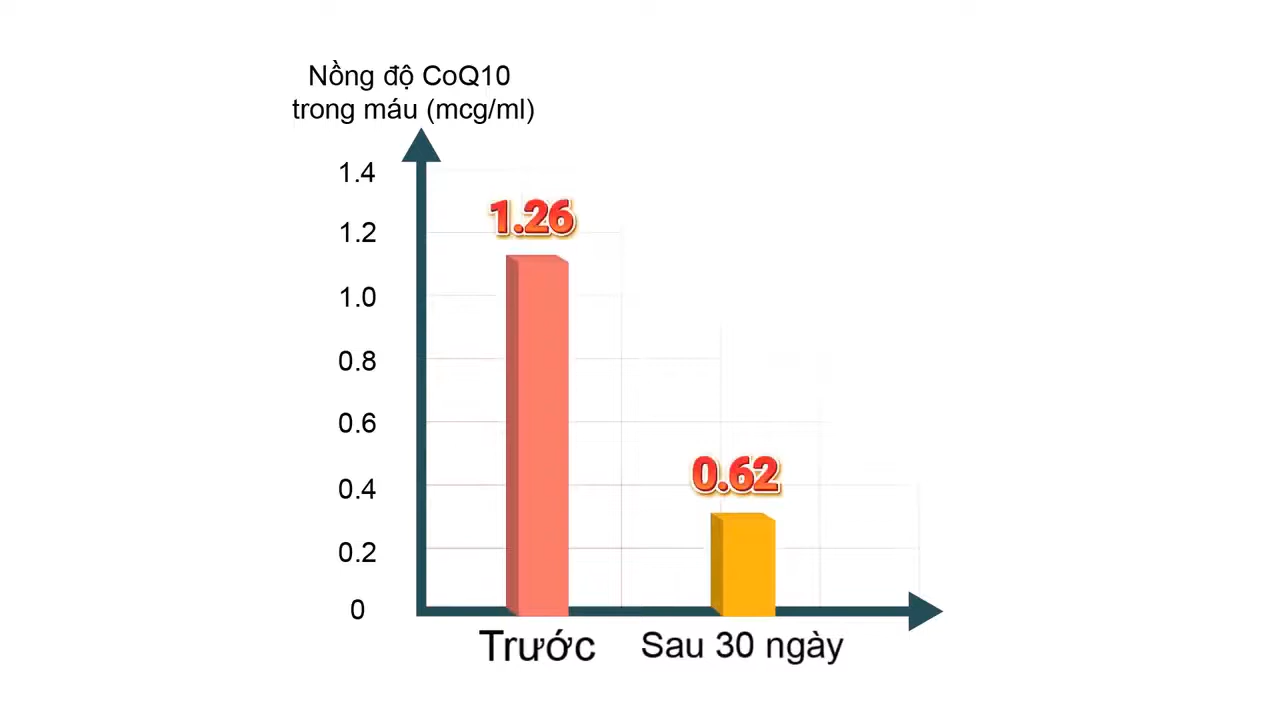 Nồng độ CoQ10
trong máu (mcg/ml)
1.4
1.2
1.0
0.8
0.6
0.4
0.2
0
1.26
0.62
Trước
Sau 30 ngày